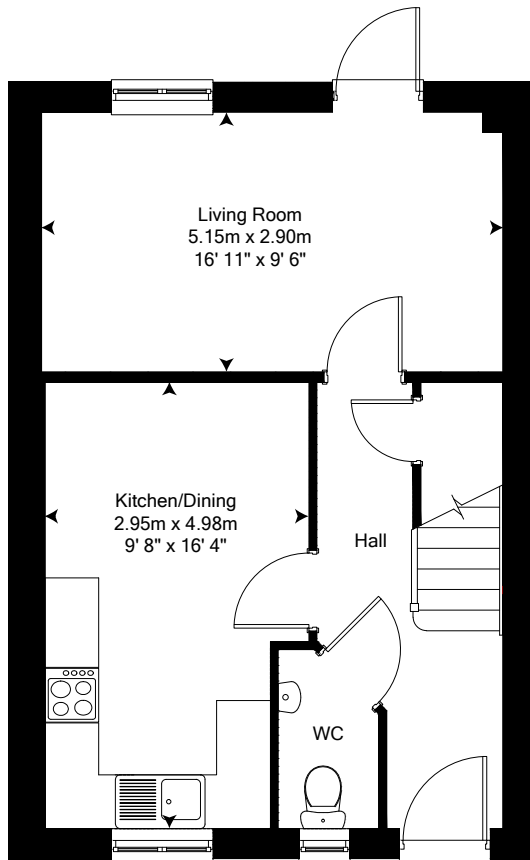 Living Room
5.15m x 2.90m
16' 11" x 9' 6"
Kitchen/Dining
2.95m x 4.98m
9' 8" x 16' 4"
Hall
WC